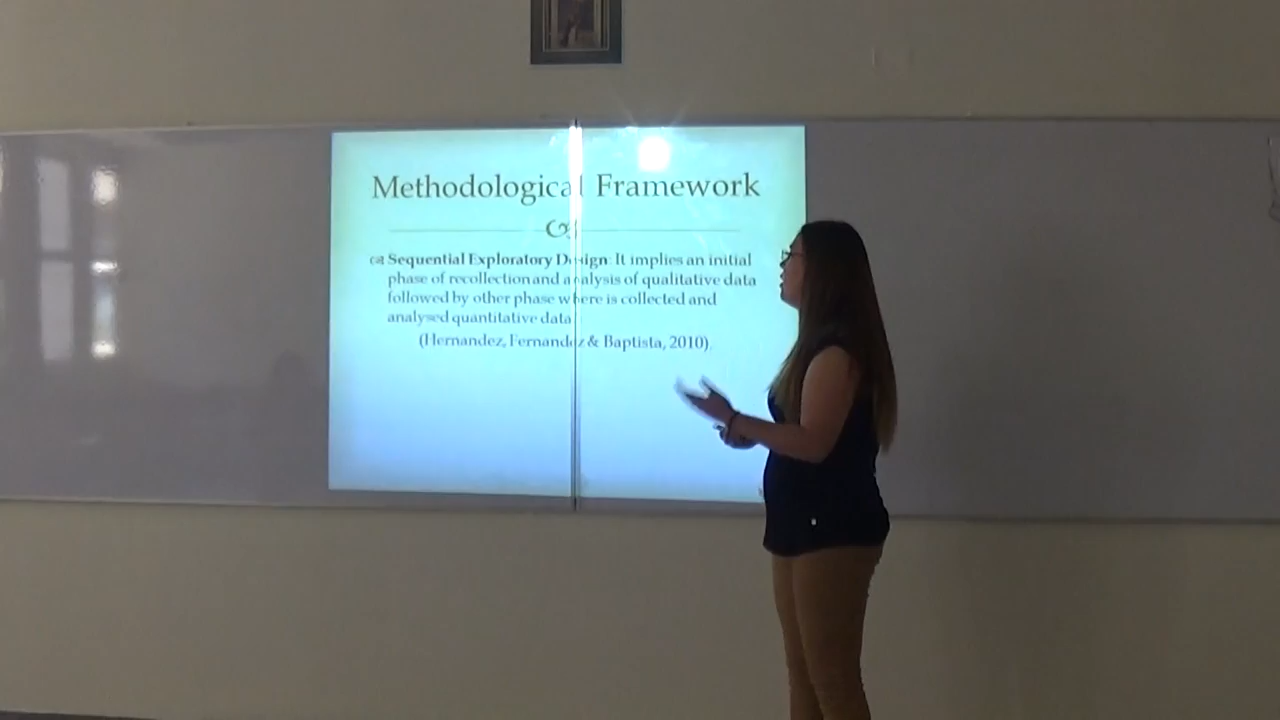 Methodological Framework
Sequential Exploratory Design: It implies an initial
phase of recollection and analysis of qualitative data
followed by other phase where is collected and
analysed quantitative data
(Hernandez, Fernandez & Baptista, 2010).